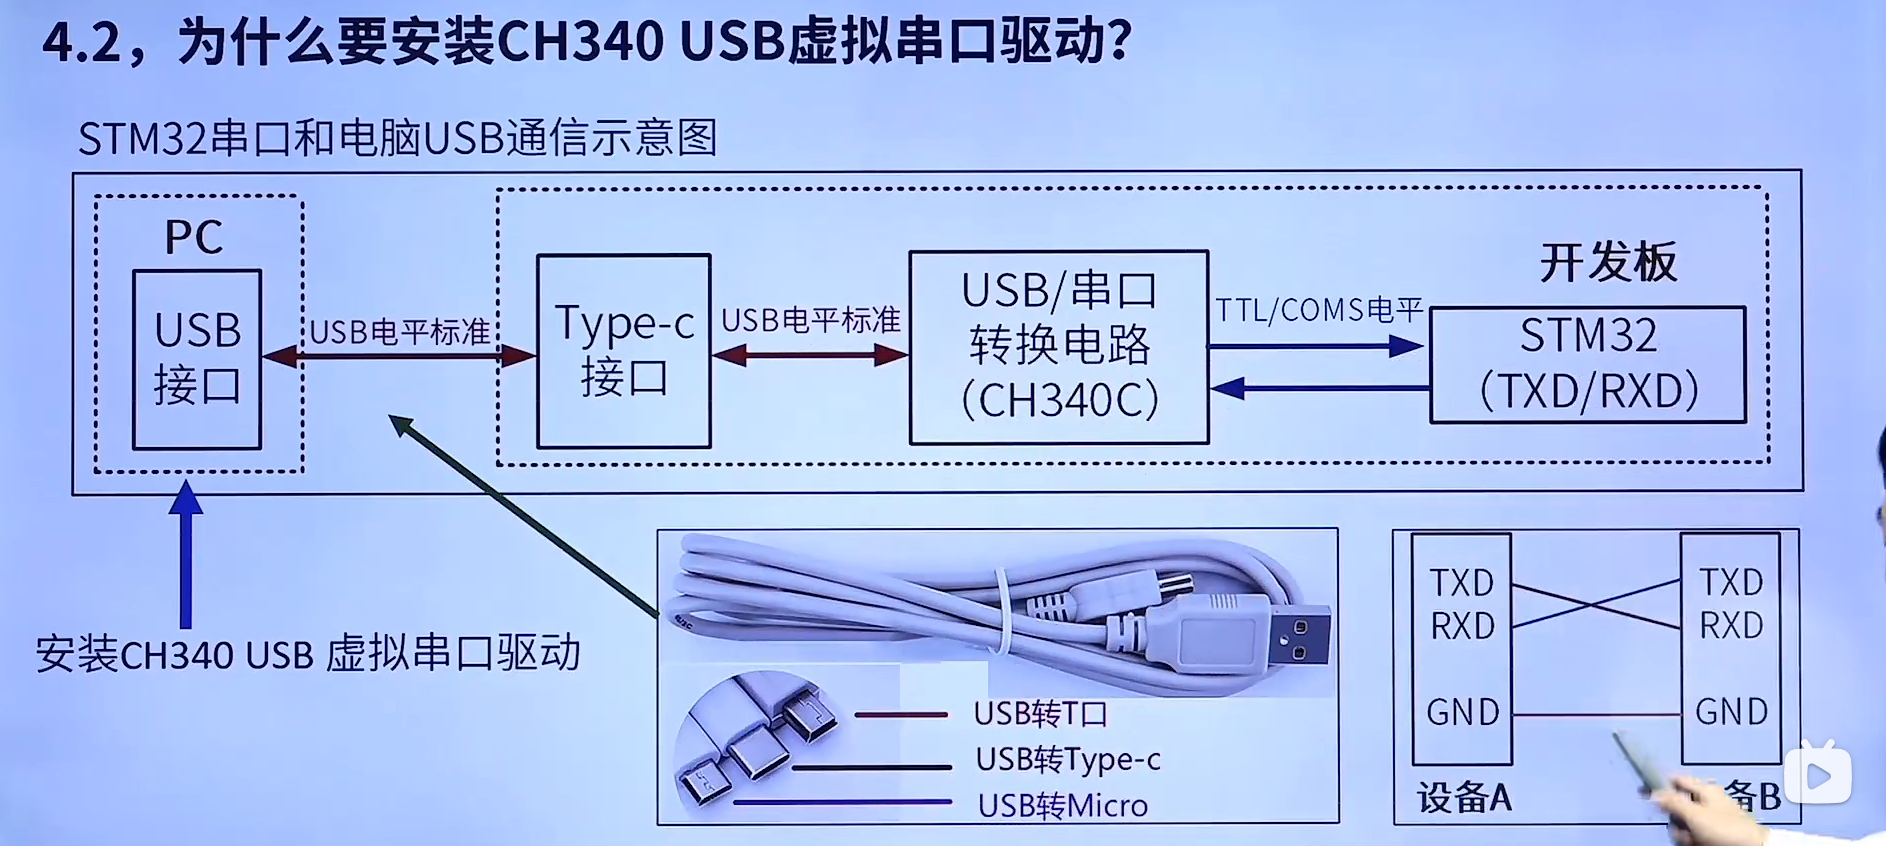 4.2，为什么要安装CH340 USB虚拟串口驱动？
STM32串口和电脑USB通信示意图
PC
USB
接口
USB电平标准
Type-c
接口
USB电平标准
USB/串口
转换电路
（CH340C）
TTL/COMS电平
开发板
STM32
（TXD/RXD）
安装CH340 USB 虚拟串口驱动
USB转T口
USB转Type-c
USB转Micro
TXD
RXD
GND
设备A
TXD
RXD
GND
备B